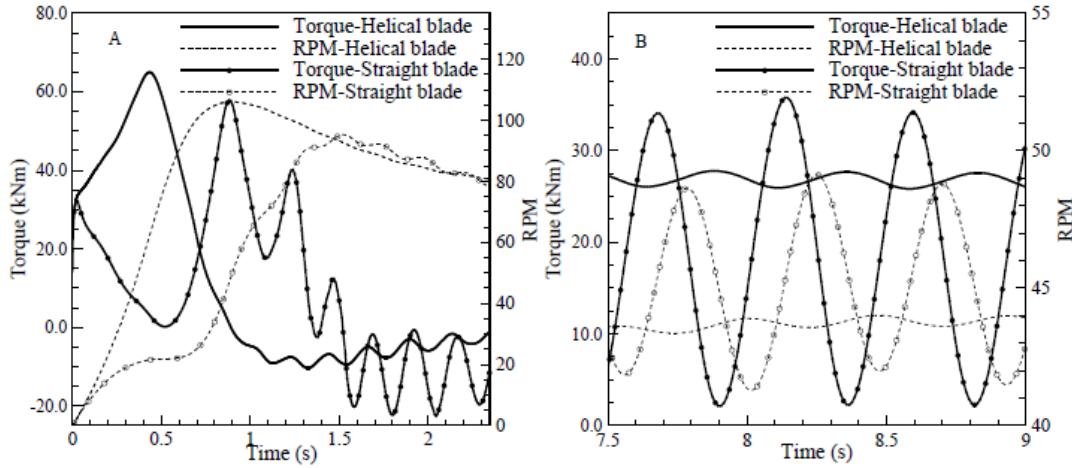 A
Torque-Helical blade
RPM-Helical blade
Torque-Straight blade
RPM-Straight blade
80.0
60.0
40.0
20.0
0.0
-20.0
Torque (kNm)
120
100
80
60
40
20
0
RPM
0
0.5
1
1.5
2
Time (s)
B
Torque-Helical blade
RPM-Helical blade
Torque-Straight blade
RPM-Straight blade
40.0
30.0
20.0
10.0
0.0
Torque (kNm)
55
50
45
40
RPM
7.5
8
8.5
9
Time (s)